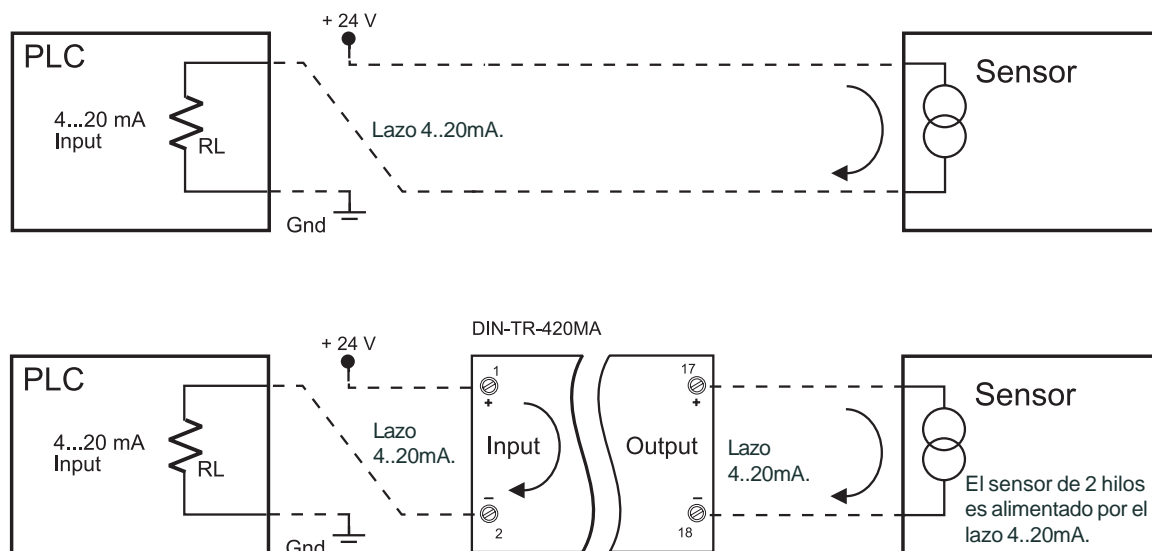 + 24 V
PLC
Sensor
4...20 mA
Input
RL
Lazo 4..20mA.
Gnd
DIN-TR-420MA
+ 24 V
PLC
1
+
17
+
Sensor
4...20 mA
Input
RL
Lazo
4..20mA.
Input
Output
Lazo
4..20mA.
–
2
–
18
El sensor de 2 hilos
es alimentado por el
lazo 4..20mA.
Gnd